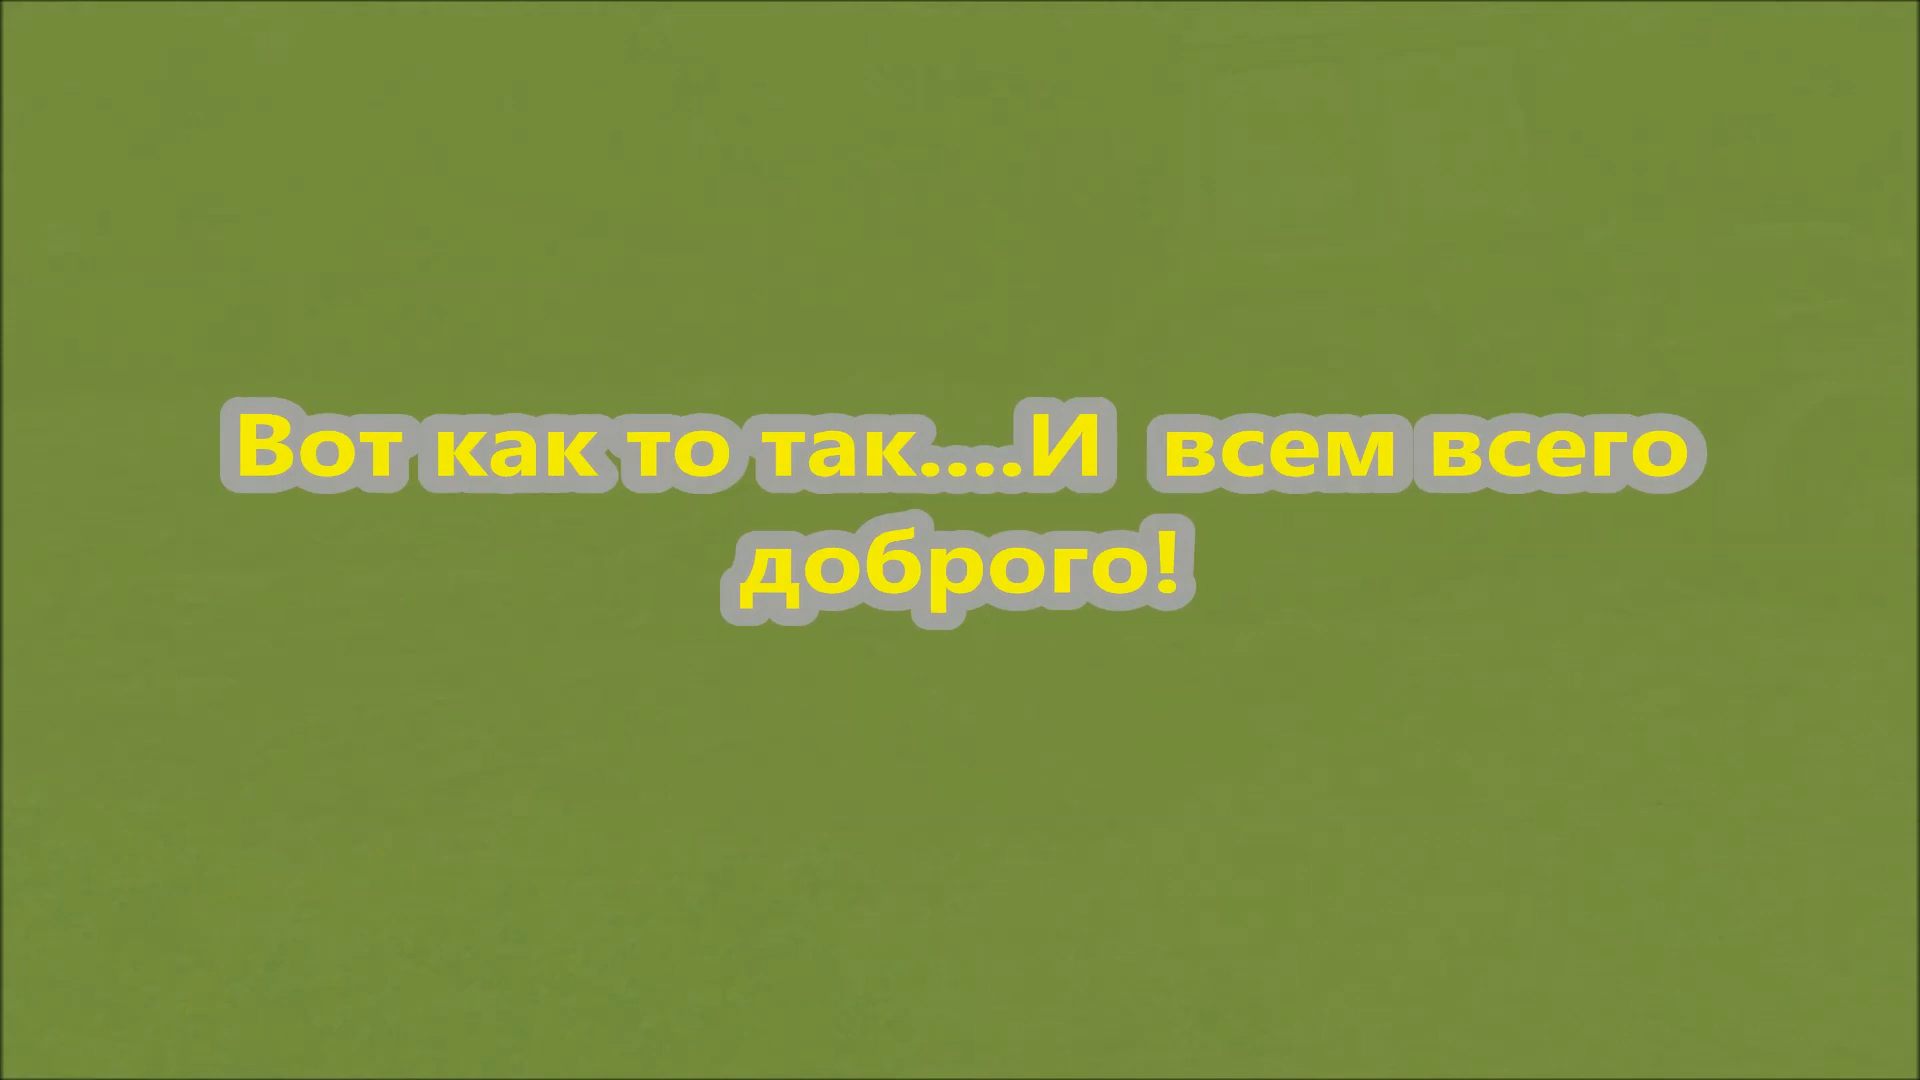 Вот как то так....И  всем всего
доброго!